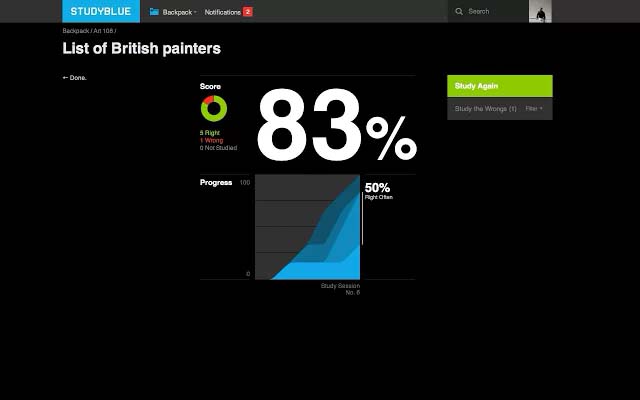 STUDYBLUE
Backpack
Notifications 2
Search
Backpack / Art 108 /
List of British painters
← Done.
Score
83%
5 Right
1 Wrong
0 Not Studied
Study Again
Study the Wrongs (1)
Filter
Progress
100
0
50%
Right Often
Study Session
No. 6